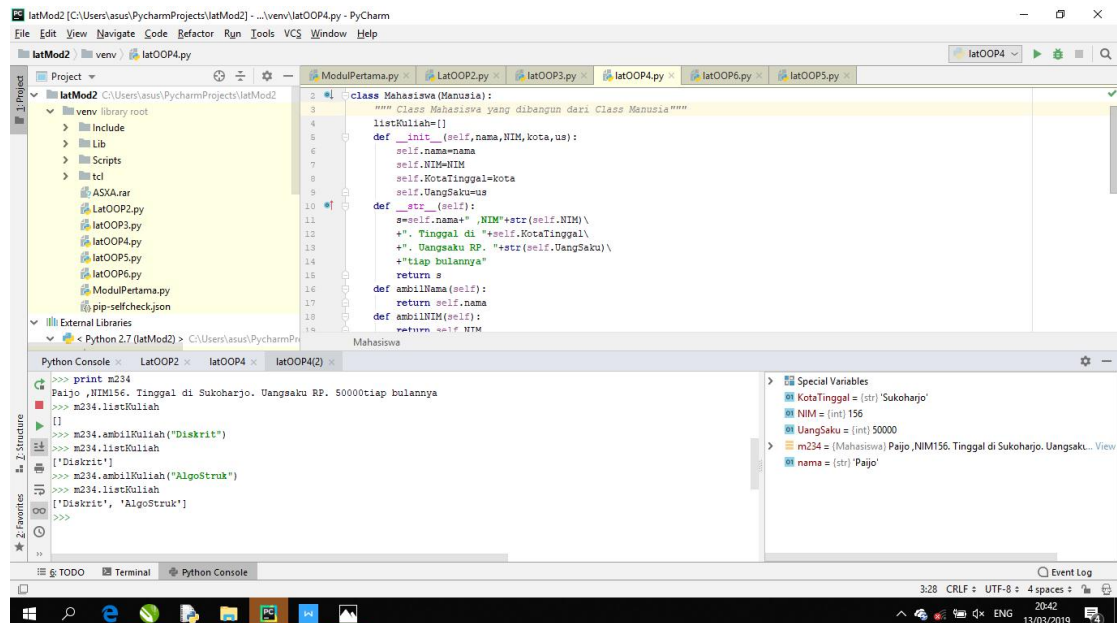 latMod2 [C:\Users\asus\PycharmProjects\latMod2] - ...\venv\latOOP4.py - PyCharm
File Edit View Navigate Code Refactor Run Tools VCS Window Help
latMod2 venv latOOP4.py
latOOP4
1: Project
Project
ModulPertama.py LatOOP2.py latOOP3.py latOOP4.py latOOP6.py latOOP5.py
latMod2 C:\Users\asus\PycharmProjects\latMod2
venv library root
Include
Lib
Scripts
tcl
ASXA.rar
LatOOP2.py
latOOP3.py
latOOP4.py
latOOP5.py
latOOP6.py
ModulPertama.py
pip-selfcheck.json
External Libraries
< Python 2.7 (latMod2) > C:\Users\asus\PycharmPr
2 class Mahasiswa(Manusia):
3 """ Class Mahasiswa yang dibangun dari Class Manusia"""
4 listKuliah=[]
5 def __init__(self,nama,NIM,kota,us):
6 self.nama=nama
7 self.NIM=NIM
8 self.KotaTinggal=kota
9 self.UangSaku=us
10 def __str__(self):
11 s=self.nama+" ,NIM"+str(self.NIM)\
12 +". Tinggal di "+self.KotaTinggal\
13 +". Uangsaku RP. "+str(self.UangSaku)\
14 +"tiap bulannya"
15 return s
16 def ambilNama(self):
17 return self.nama
18 def ambilNIM(self):
19 return self.NIM
Mahasiswa
Python Console LatOOP2 latOOP4 latOOP4(2)
>>> print m234
Paijo ,NIM156. Tinggal di Sukoharjo. Uangsaku RP. 50000tiap bulannya
>>> m234.listKuliah
[]
>>> m234.ambilKuliah("Diskrit")
>>> m234.listKuliah
['Diskrit']
>>> m234.ambilKuliah("AlgoStruk")
>>> m234.listKuliah
['Diskrit', 'AlgoStruk']
>>>
Special Variables
KotaTinggal = {str} 'Sukoharjo'
NIM = {int} 156
UangSaku = {int} 50000
m234 = {Mahasiswa} Paijo ,NIM156. Tinggal di Sukoharjo. Uangsaku... View
nama = {str} 'Paijo'
7: Structure
2: Favorites
6: TODO Terminal Python Console Event Log
3:28 CRLF UTF-8 4 spaces
ENG 20:42
13/03/2019